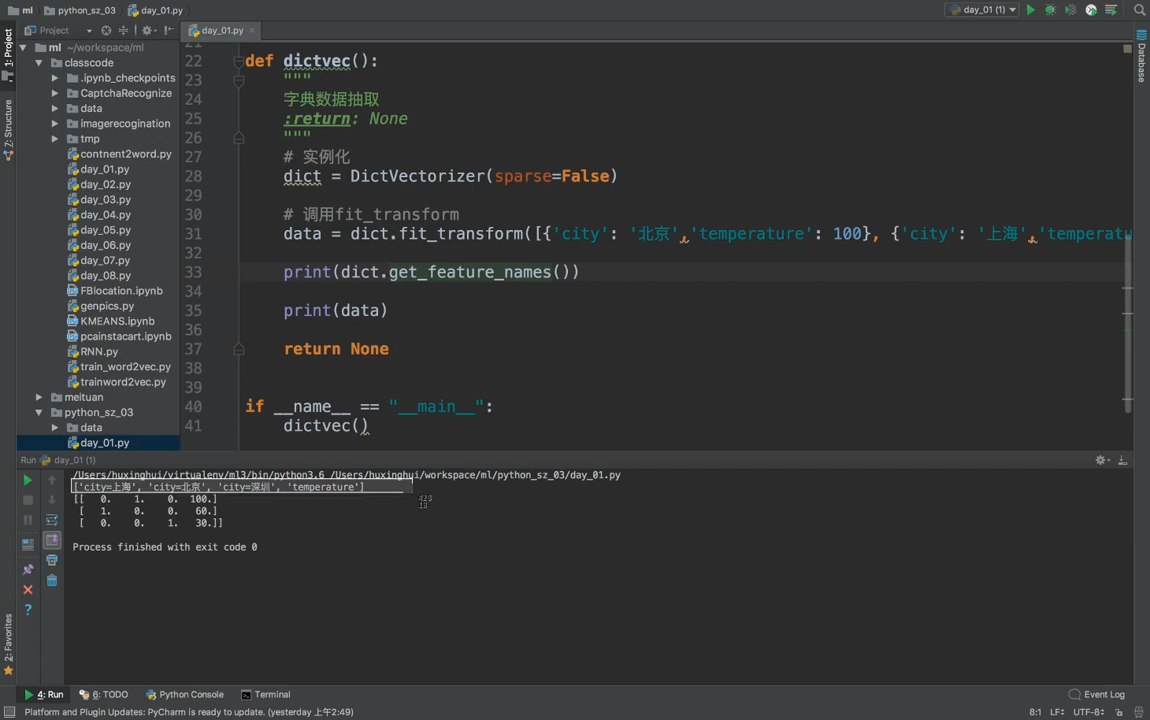 ml
python_sz_03
day_01.py
day_01 (1)
Project
day_01.py
1: Project
Z: Structure
2: Favorites
Database
ml ~/workspace/ml
classcode
.ipynb_checkpoints
CaptchaRecognize
data
imagerecogination
tmp
contnent2word.py
day_01.py
day_02.py
day_03.py
day_04.py
day_05.py
day_06.py
day_07.py
day_08.py
FBlocation.ipynb
genpics.py
KMEANS.ipynb
pcainstacart.ipynb
RNN.py
train_word2vec.py
trainword2vec.py
meituan
python_sz_03
data
day_01.py
21
22 def dictvec():
23 """
24 字典数据抽取
25 :return: None
26 """
27 # 实例化
28 dict = DictVectorizer(sparse=False)
29
30 # 调用fit_transform
31 data = dict.fit_transform([{'city': '北京','temperature': 100}, {'city': '上海','temperatu
32
33 print(dict.get_feature_names())
34
35 print(data)
36
37 return None
38
39
40 if __name__ == "__main__":
41 dictvec()
Run day_01 (1)
/Users/huxinghui/virtualenv/ml3/bin/python3.6 /Users/huxinghui/workspace/ml/python_sz_03/day_01.py
['city=上海', 'city=北京', 'city=深圳', 'temperature']
[[ 0. 1. 0. 100.]
[ 1. 0. 0. 60.]
[ 0. 0. 1. 30.]]
423
13
Process finished with exit code 0
4: Run
6: TODO
Python Console
Terminal
Event Log
Platform and Plugin Updates: PyCharm is ready to update. (yesterday 上午2:49)
8:1 LF÷ UTF-8÷